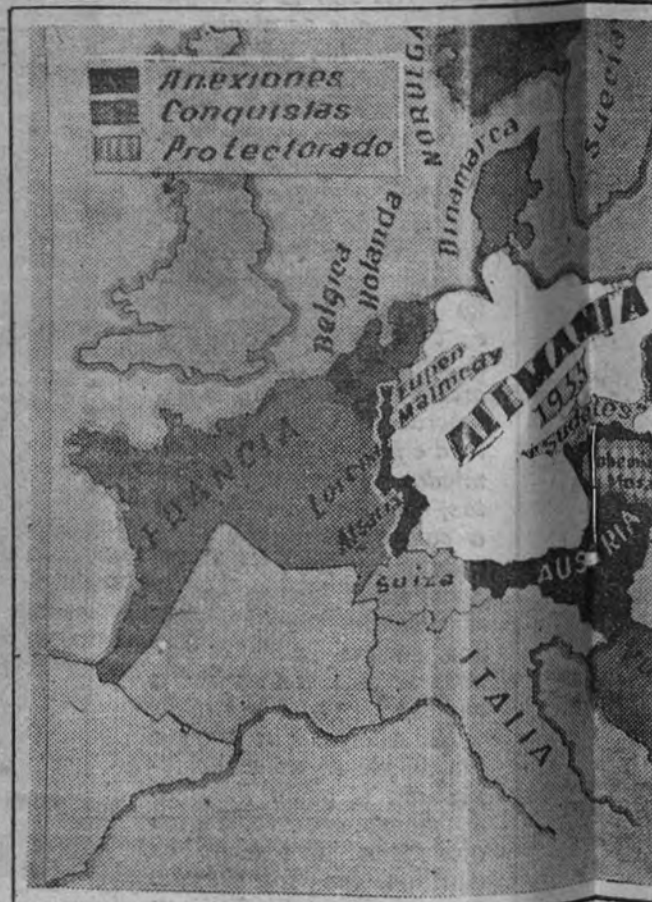 Anexiones
Conquistas
Protectorado
NORUEGA
Suecia
Dinamarca
Belgica
Holanda
Eupen
Malmedy
ALEMANIA
1933
Sudetes
FRANCIA
Lorena
Alsacia
Suiza
AUSTRIA
ITALIA